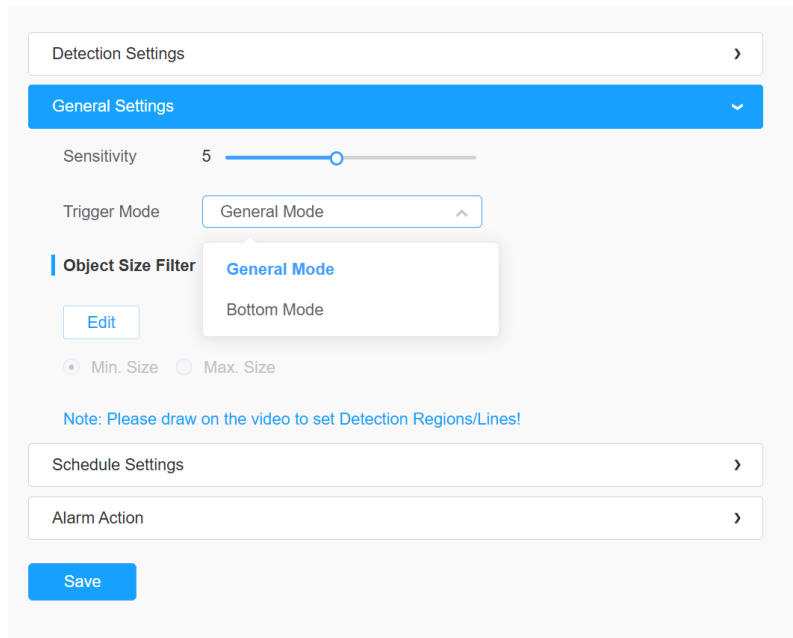 Detection Settings
General Settings
Sensitivity 5
Trigger Mode General Mode
Object Size Filter
General Mode
Bottom Mode
Edit
Min. Size Max. Size
Note: Please draw on the video to set Detection Regions/Lines!
Schedule Settings
Alarm Action
Save